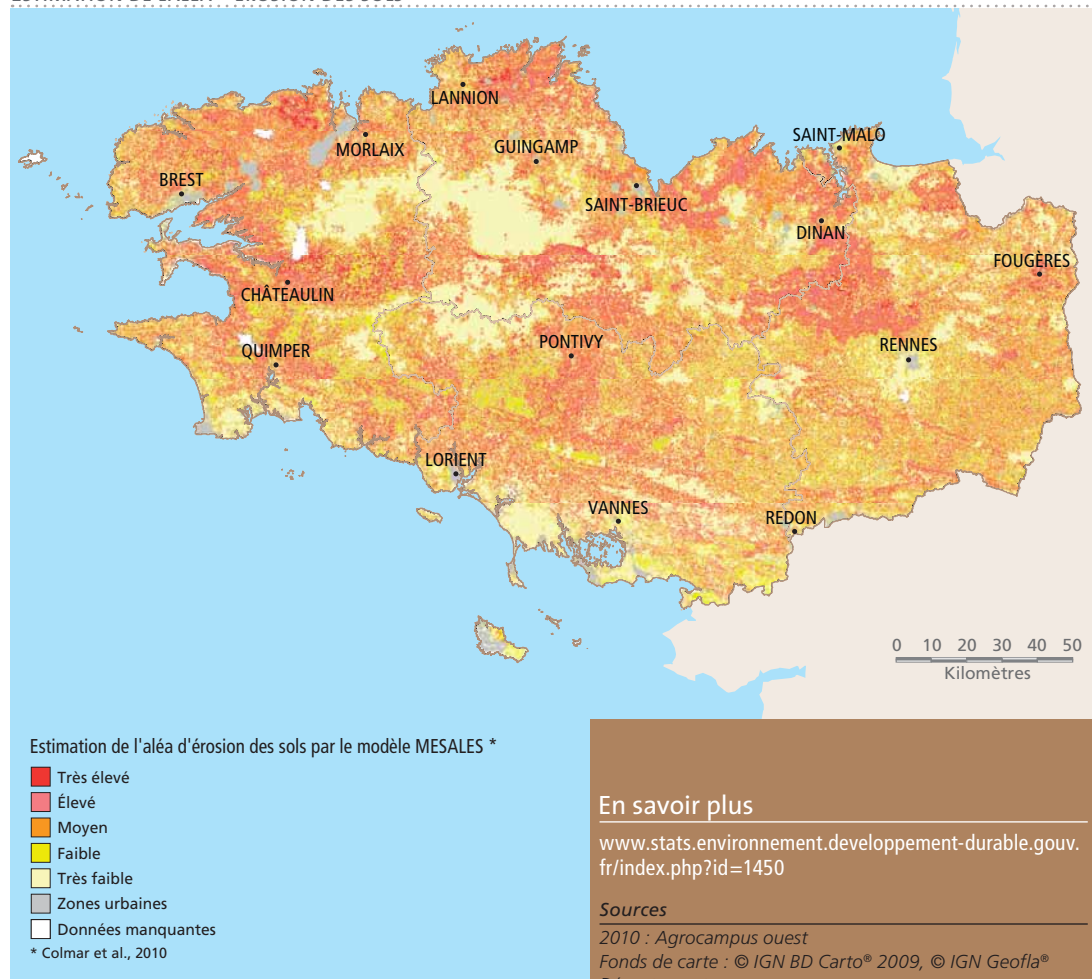 LANNION
MORLAIX
GUINGAMP
SAINT-MALO
BREST
SAINT-BRIEUC
DINAN
FOUGÈRES
CHÂTEAULIN
QUIMPER
PONTIVY
RENNES
LORIENT
VANNES
REDON
0 10 20 30 40 50
Kilomètres
Estimation de l'aléa d'érosion des sols par le modèle MESALES *
Très élevé
Élevé
Moyen
Faible
Très faible
Zones urbaines
Données manquantes
* Colmar et al., 2010
En savoir plus
www.stats.environnement.developpement-durable.gouv.
fr/index.php?id=1450
Sources
2010 : Agrocampus ouest
Fonds de carte : © IGN BD Carto® 2009, © IGN Geofla®